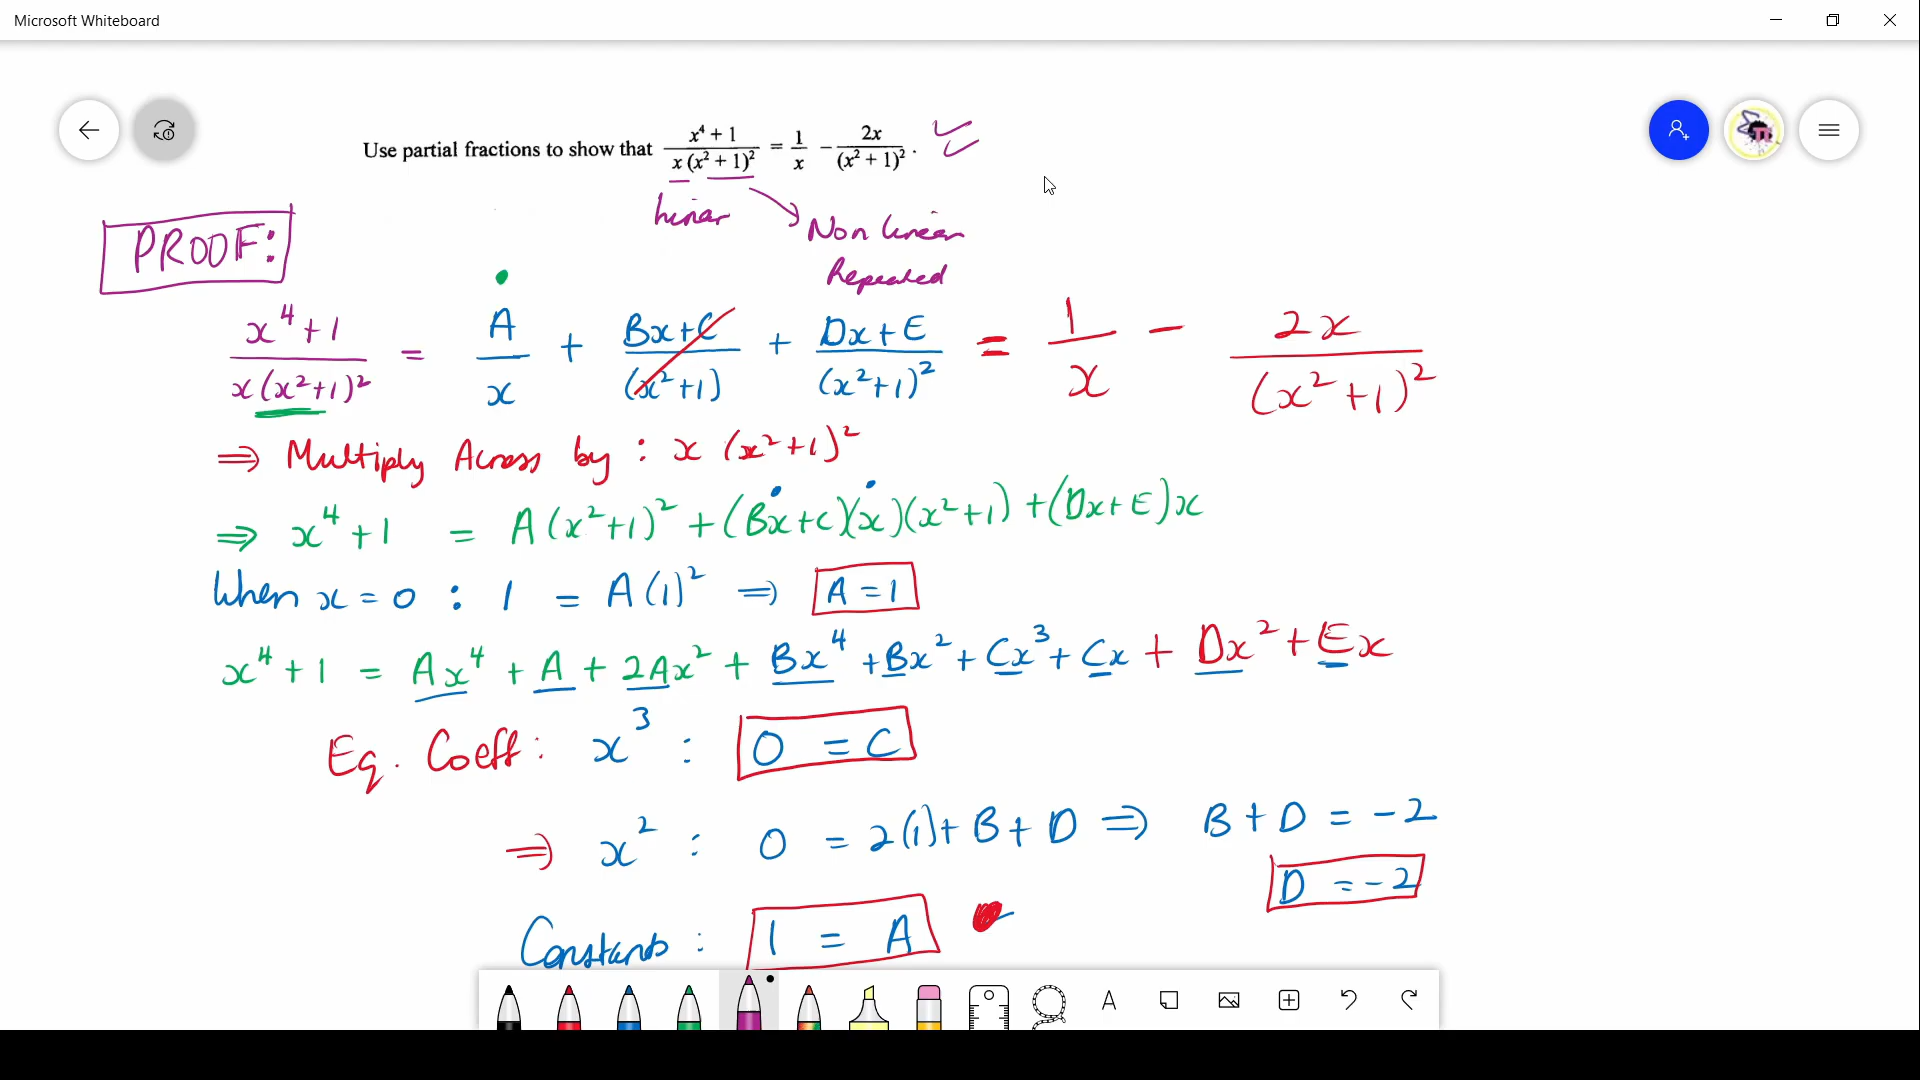 Microsoft Whiteboard
Use partial fractions to show that (x⁴ + 1)/(x(x² + 1)²) = 1/x − 2x/(x² + 1)².
linear
Non linear
Repeated
PROOF:
(x⁴+1)/(x(x²+1)²) = A/x + (Bx+C)/(x²+1) + (Dx+E)/(x²+1)² = 1/x − 2x/(x²+1)²
⇒ Multiply Across by : x (x²+1)²
⇒ x⁴+1 = A(x²+1)² + (Bx+C)(x)(x²+1) + (Dx+E)x
When x = 0 : 1 = A(1)² ⇒ A = 1
x⁴+1 = Ax⁴ + A + 2Ax² + Bx⁴ + Bx² + Cx³ + Cx + Dx² + Ex
Eq. Coeff: x³ : 0 = C
⇒ x² : 0 = 2(1) + B + D ⇒ B + D = -2
D = -2
Constants : 1 = A